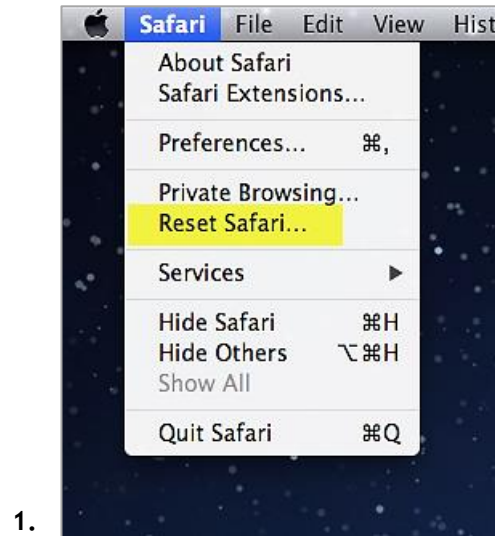 Safari File Edit View Hist
About Safari
Safari Extensions...
Preferences... ⌘,
Private Browsing...
Reset Safari...
Services ▶
Hide Safari ⌘H
Hide Others ⌥⌘H
Show All
Quit Safari ⌘Q
1.